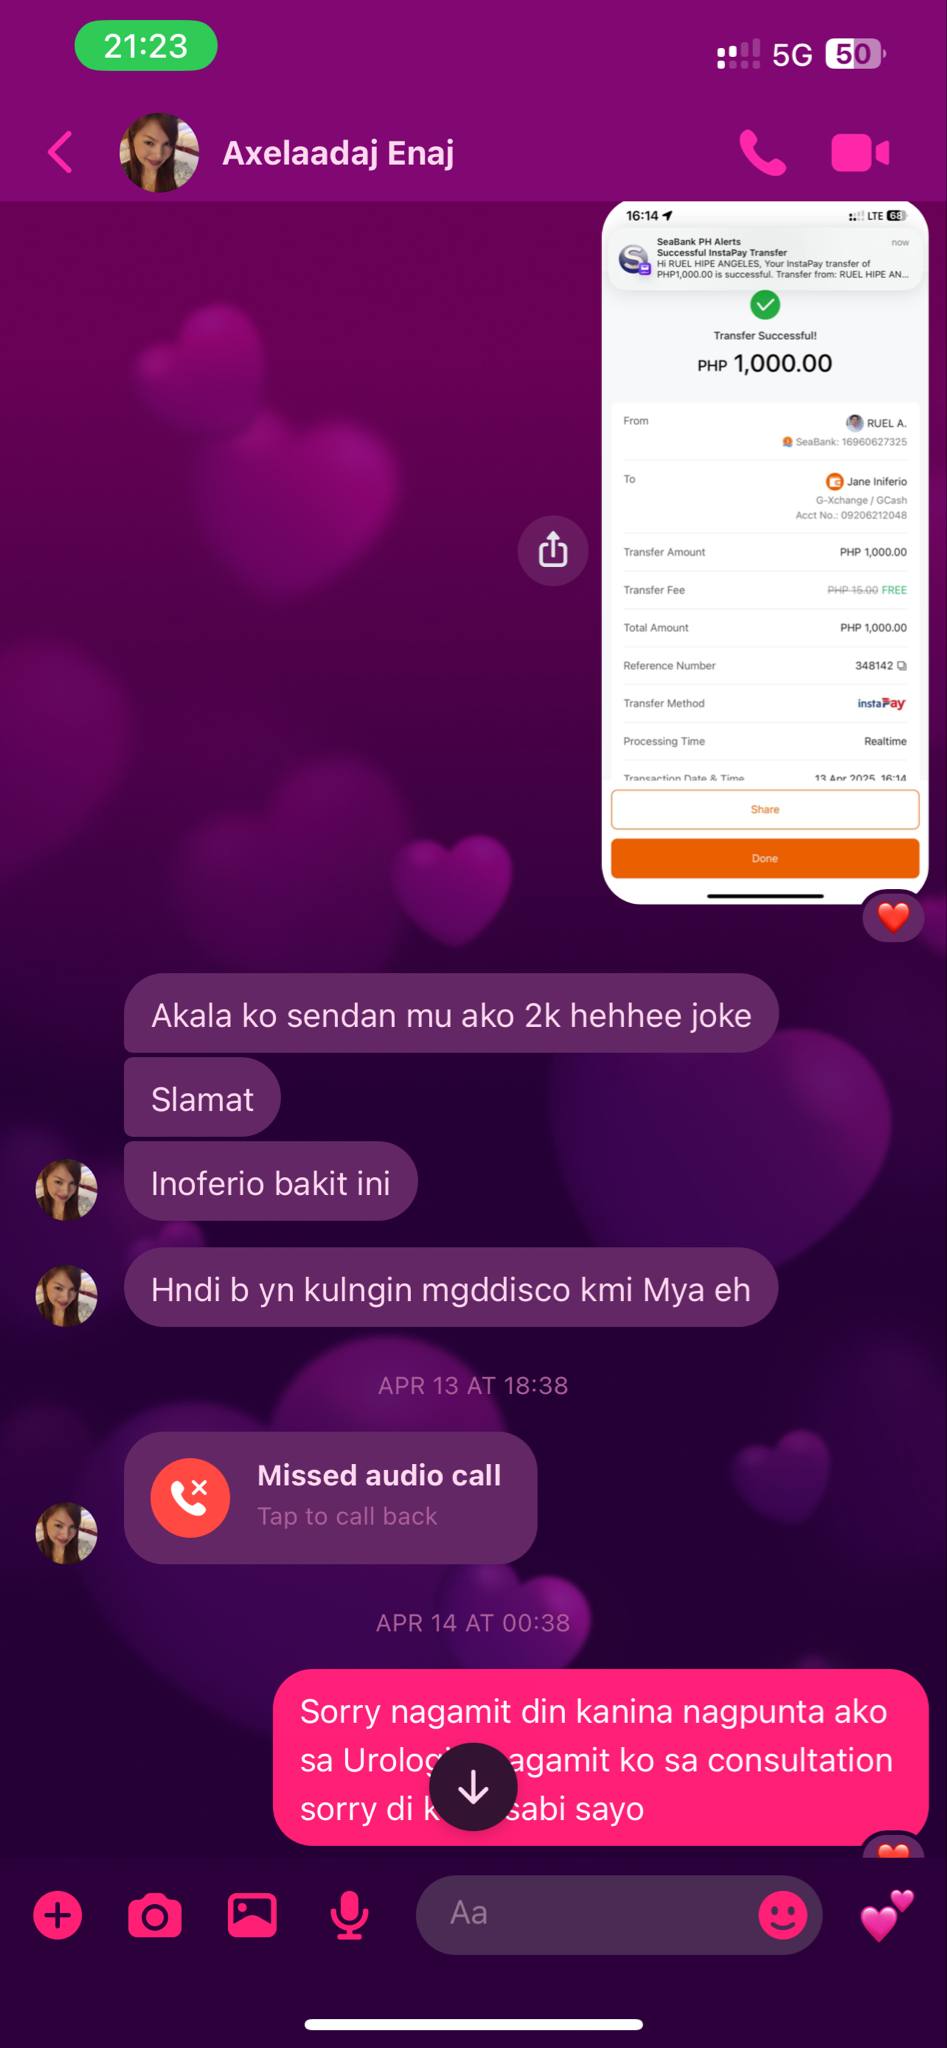 21:23
5G 50
Axelaadaj Enaj
16:14 LTE 63
SeaBank PH Alerts now
Successful InstaPay Transfer
Hi RUEL HIPE ANGELES, Your InstaPay transfer of
PHP1,000.00 is successful. Transfer from: RUEL HIPE AN...
Transfer Successful!
PHP 1,000.00
From RUEL A.
SeaBank: 16960627325
To Jane Iniferio
G-Xchange / GCash
Acct No.: 09206212048
Transfer Amount PHP 1,000.00
Transfer Fee PHP 15.00 FREE
Total Amount PHP 1,000.00
Reference Number 348142
Transfer Method instaPay
Processing Time Realtime
Transaction Date & Time 13 Apr 2025, 16:14
Share
Done
Akala ko sendan mu ako 2k hehhee joke
Slamat
Inoferio bakit ini
Hndi b yn kulngin mgddisco kmi Mya eh
APR 13 AT 18:38
Missed audio call
Tap to call back
APR 14 AT 00:38
Sorry nagamit din kanina nagpunta ako
sa agamit ko sa consultation
sorry di sabi sayo
Aa